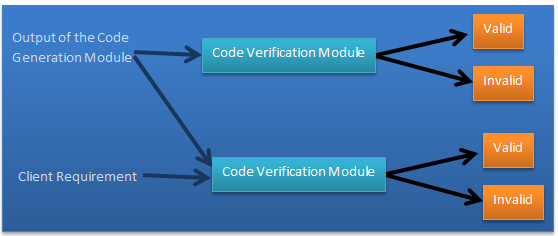 Output of the Code
Generation Module
Code Verification Module
Valid
Invalid
Client Requirement
Code Verification Module
Valid
Invalid